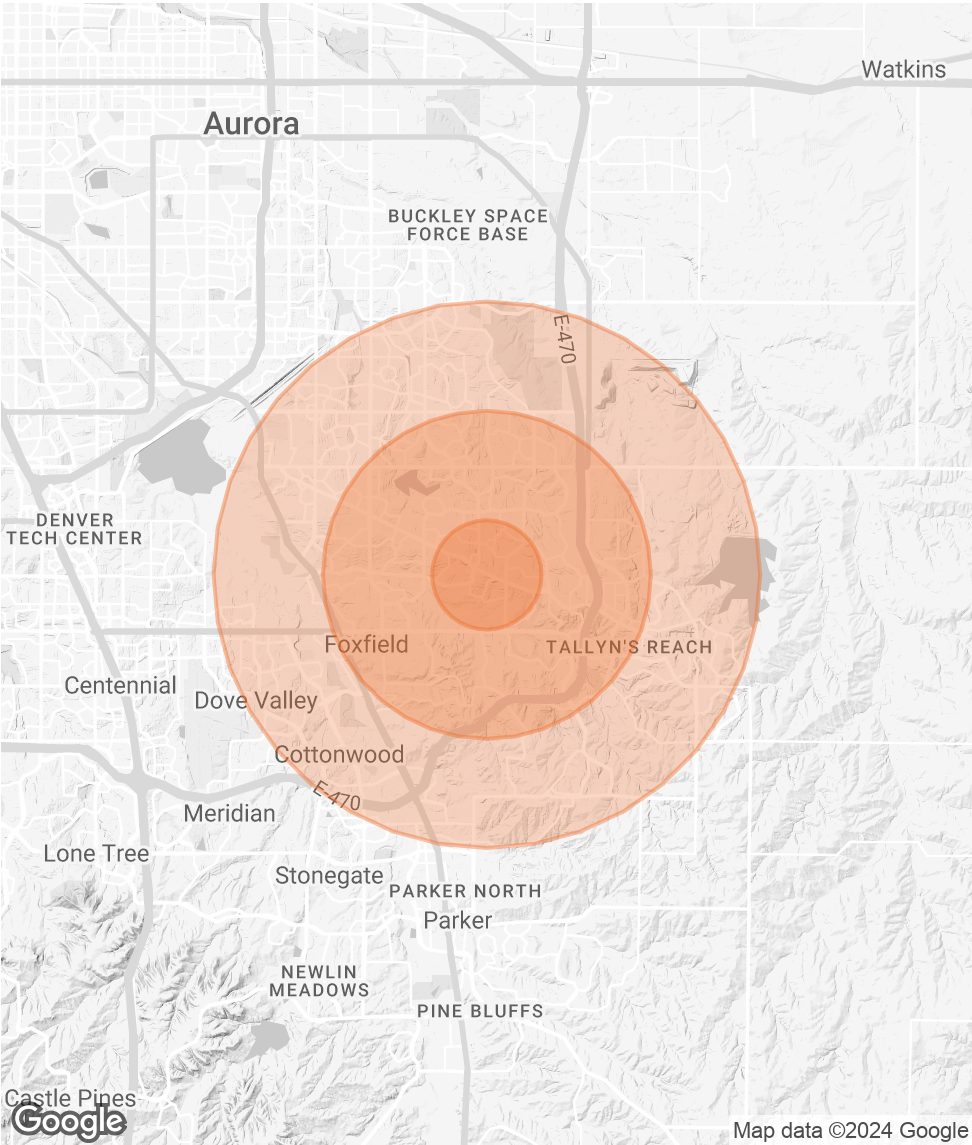 Watkins
Aurora
BUCKLEY SPACE
FORCE BASE
E-470
DENVER
TECH CENTER
Foxfield
TALLYN'S REACH
Centennial
Dove Valley
Cottonwood
E-470
Meridian
Lone Tree
Stonegate
PARKER NORTH
Parker
NEWLIN
MEADOWS
PINE BLUFFS
Castle Pines
Google
Map data ©2024 Google